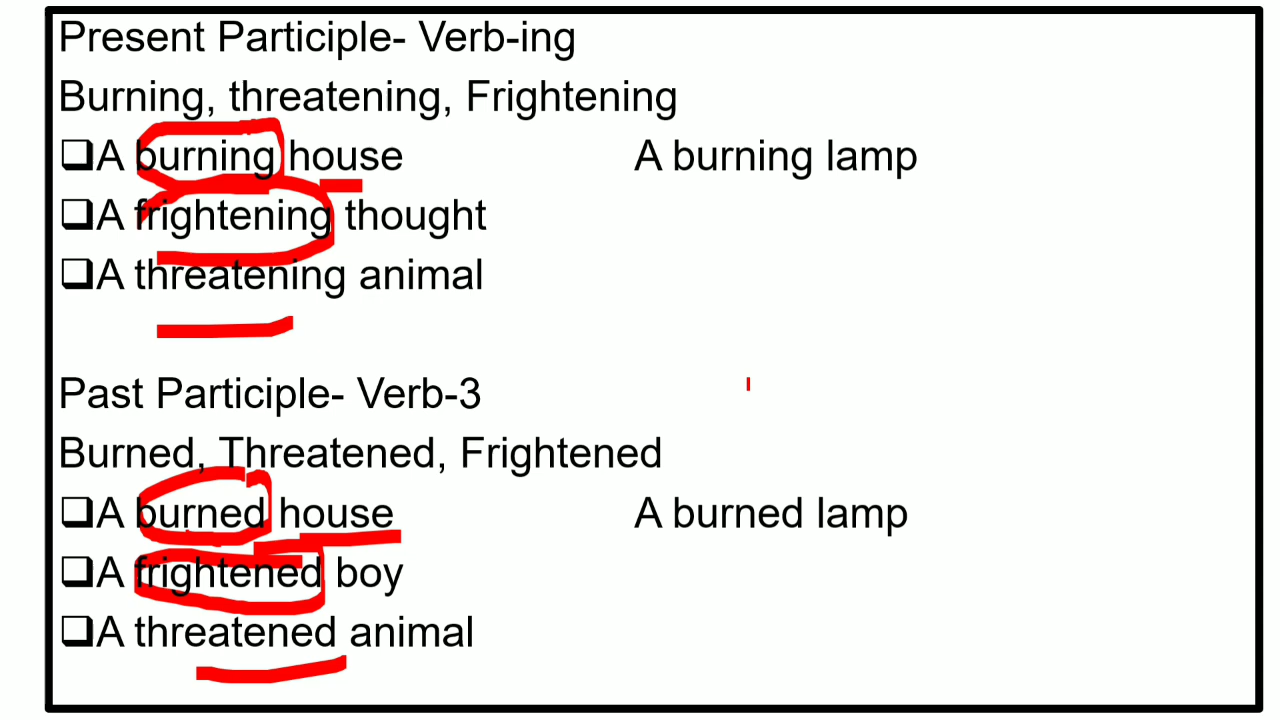 Present Participle- Verb-ing
Burning, threatening, Frightening
❑A burning house A burning lamp
❑A frightening thought
❑A threatening animal
Past Participle- Verb-3
Burned, Threatened, Frightened
❑A burned house A burned lamp
❑A frightened boy
❑A threatened animal